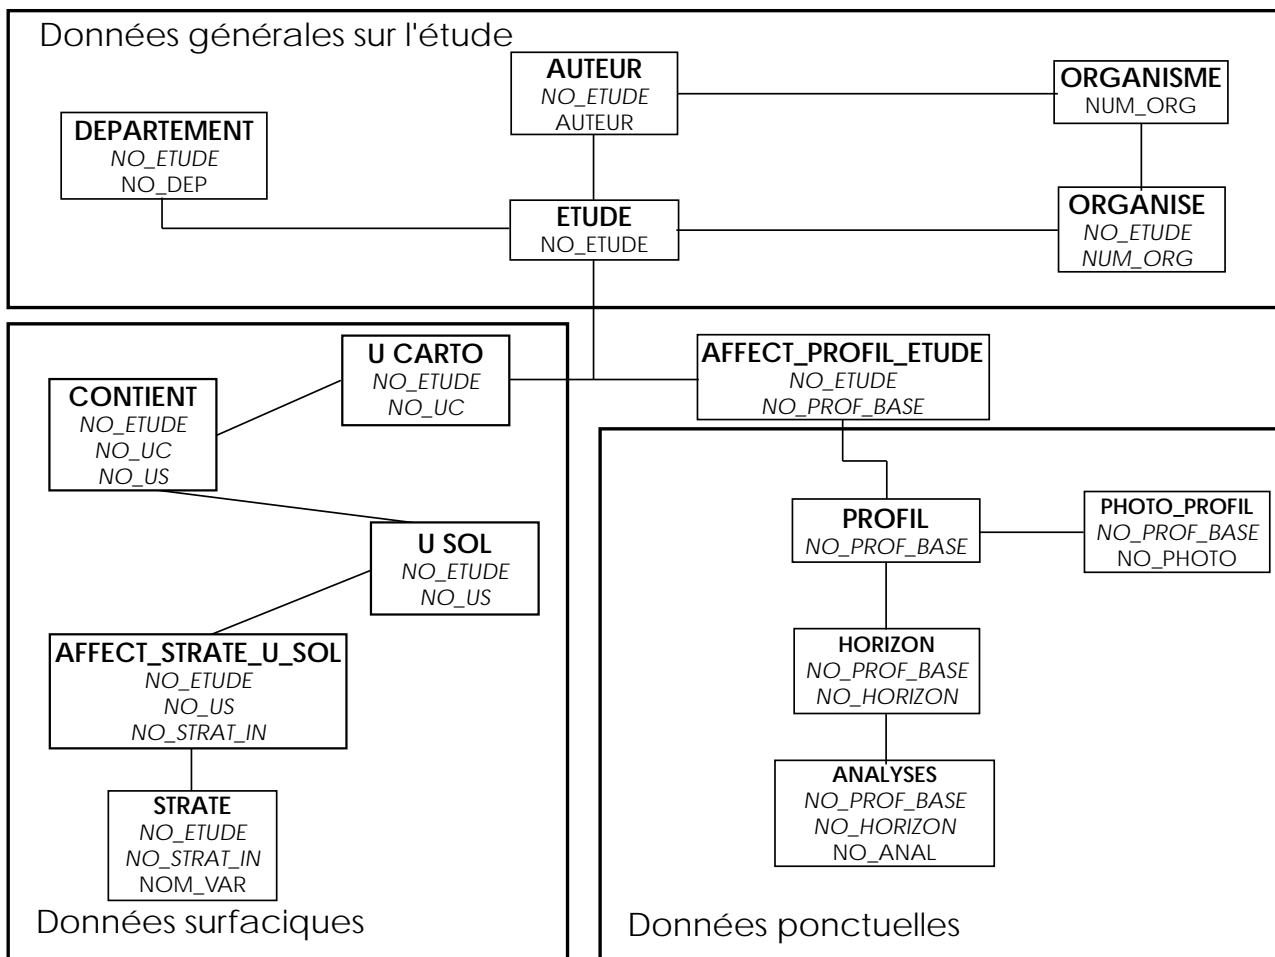 Données générales sur l'étude
AUTEUR
NO_ETUDE
AUTEUR
ORGANISME
NUM_ORG
DEPARTEMENT
NO_ETUDE
NO_DEP
ETUDE
NO_ETUDE
ORGANISE
NO_ETUDE
NUM_ORG
U CARTO
NO_ETUDE
NO_UC
CONTIENT
NO_ETUDE
NO_UC
NO_US
U SOL
NO_ETUDE
NO_US
AFFECT_STRATE_U_SOL
NO_ETUDE
NO_US
NO_STRAT_IN
STRATE
NO_ETUDE
NO_STRAT_IN
NOM_VAR
Données surfaciques
AFFECT_PROFIL_ETUDE
NO_ETUDE
NO_PROF_BASE
PROFIL
NO_PROF_BASE
PHOTO_PROFIL
NO_PROF_BASE
NO_PHOTO
HORIZON
NO_PROF_BASE
NO_HORIZON
ANALYSES
NO_PROF_BASE
NO_HORIZON
NO_ANAL
Données ponctuelles